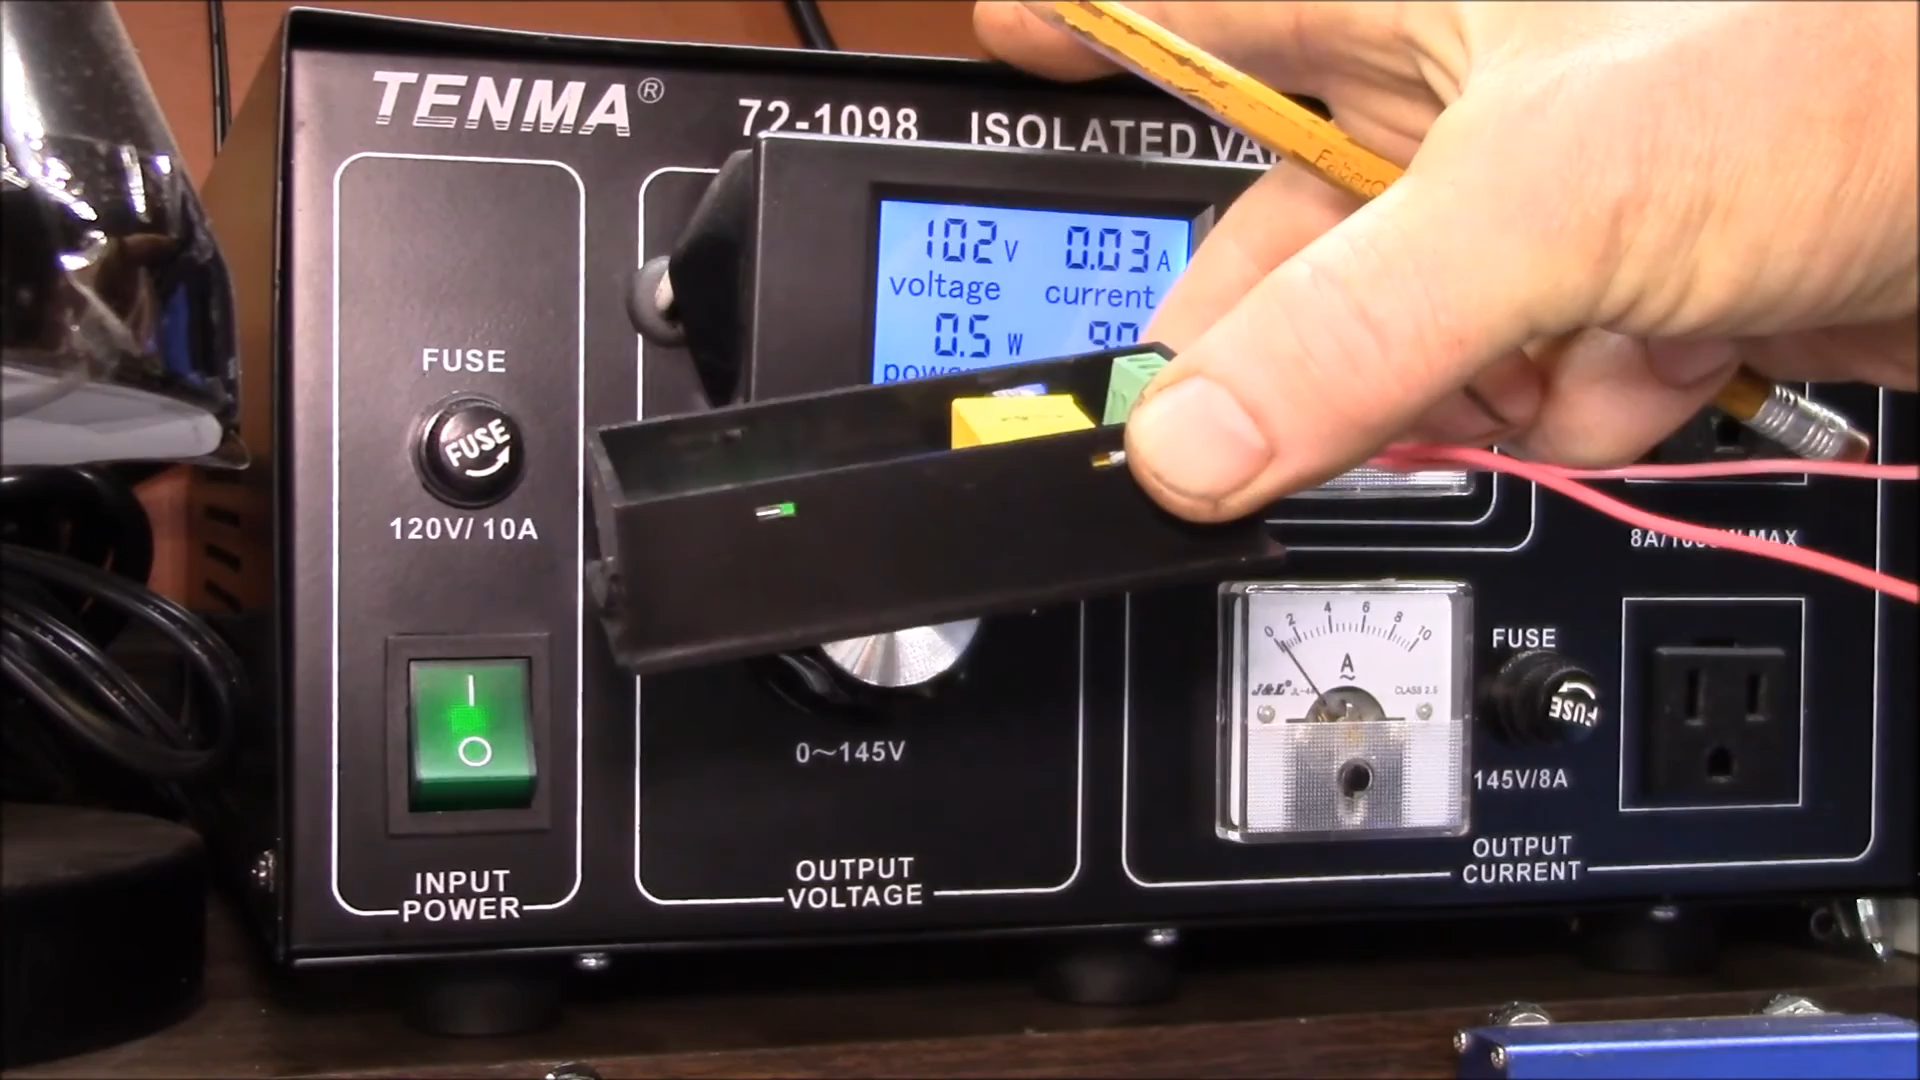 TENMA®
72-1098 ISOLATED
102 V 0.03 A
voltage current
0.5 W
FUSE
FUSE
120V/ 10A
I
O
INPUT
POWER
0~145V
OUTPUT
VOLTAGE
0 2 4 6 8 10
A
~
J&L®
CLASS 2.5
FUSE
FUSE
145V/8A
OUTPUT
CURRENT
MAX